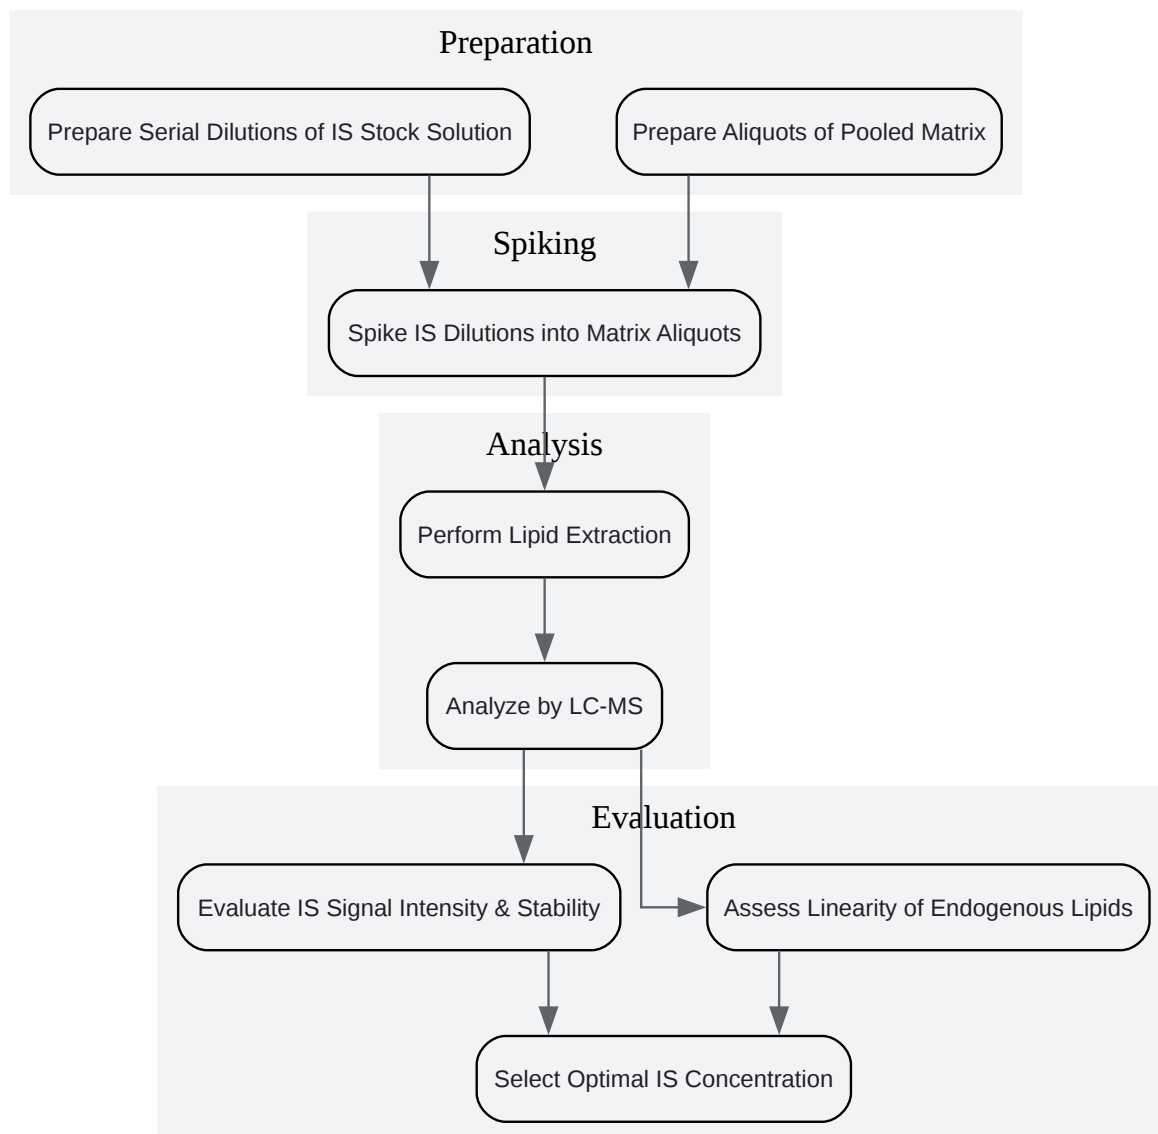 Preparation
Prepare Serial Dilutions of IS Stock Solution
Prepare Aliquots of Pooled Matrix
Spiking
Spike IS Dilutions into Matrix Aliquots
Analysis
Perform Lipid Extraction
Analyze by LC-MS
Evaluation
Evaluate IS Signal Intensity & Stability
Assess Linearity of Endogenous Lipids
Select Optimal IS Concentration